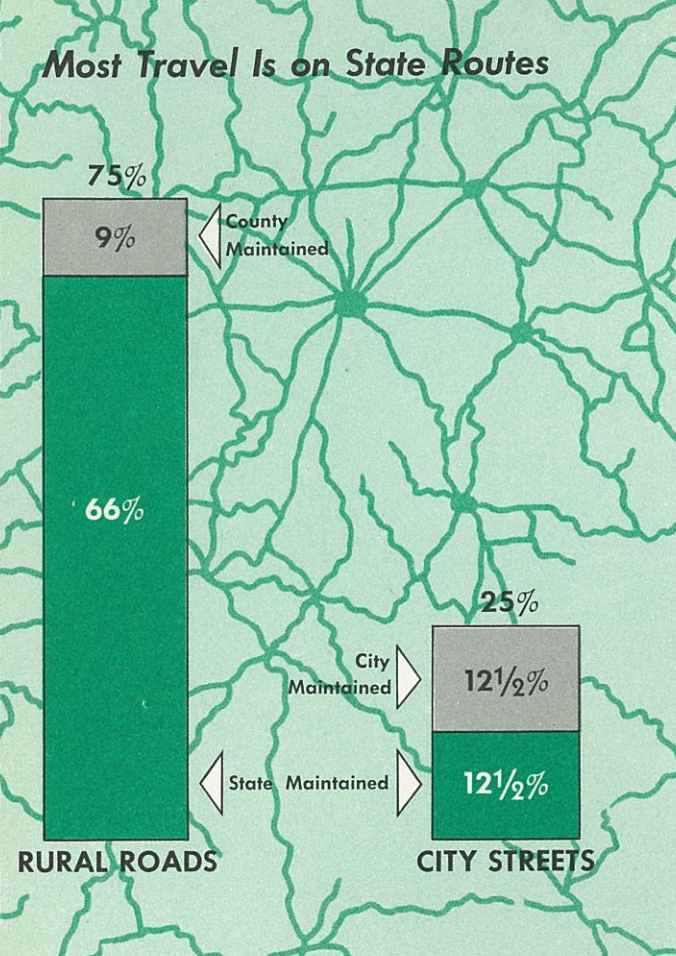 Most Travel Is on State Routes
75%
9%
County
Maintained
66%
25%
City
Maintained
12½%
State Maintained
12½%
RURAL ROADS
CITY STREETS